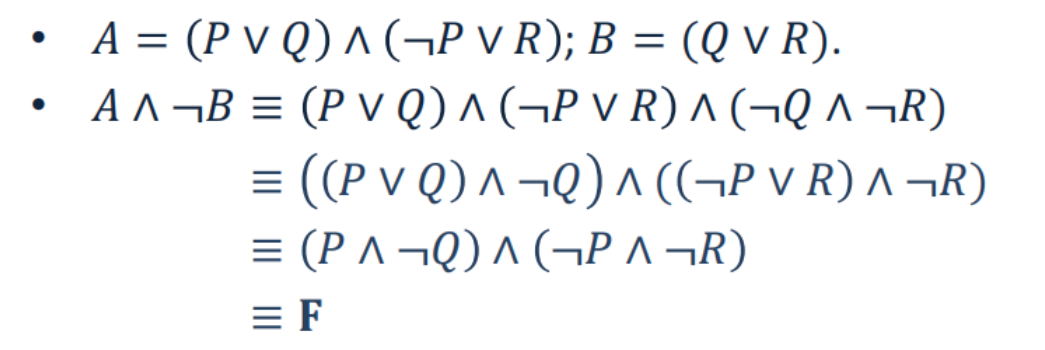 • A = (P ∨ Q) ∧ (¬P ∨ R); B = (Q ∨ R).
• A ∧ ¬B ≡ (P ∨ Q) ∧ (¬P ∨ R) ∧ (¬Q ∧ ¬R)
≡ ((P ∨ Q) ∧ ¬Q) ∧ ((¬P ∨ R) ∧ ¬R)
≡ (P ∧ ¬Q) ∧ (¬P ∧ ¬R)
≡ F